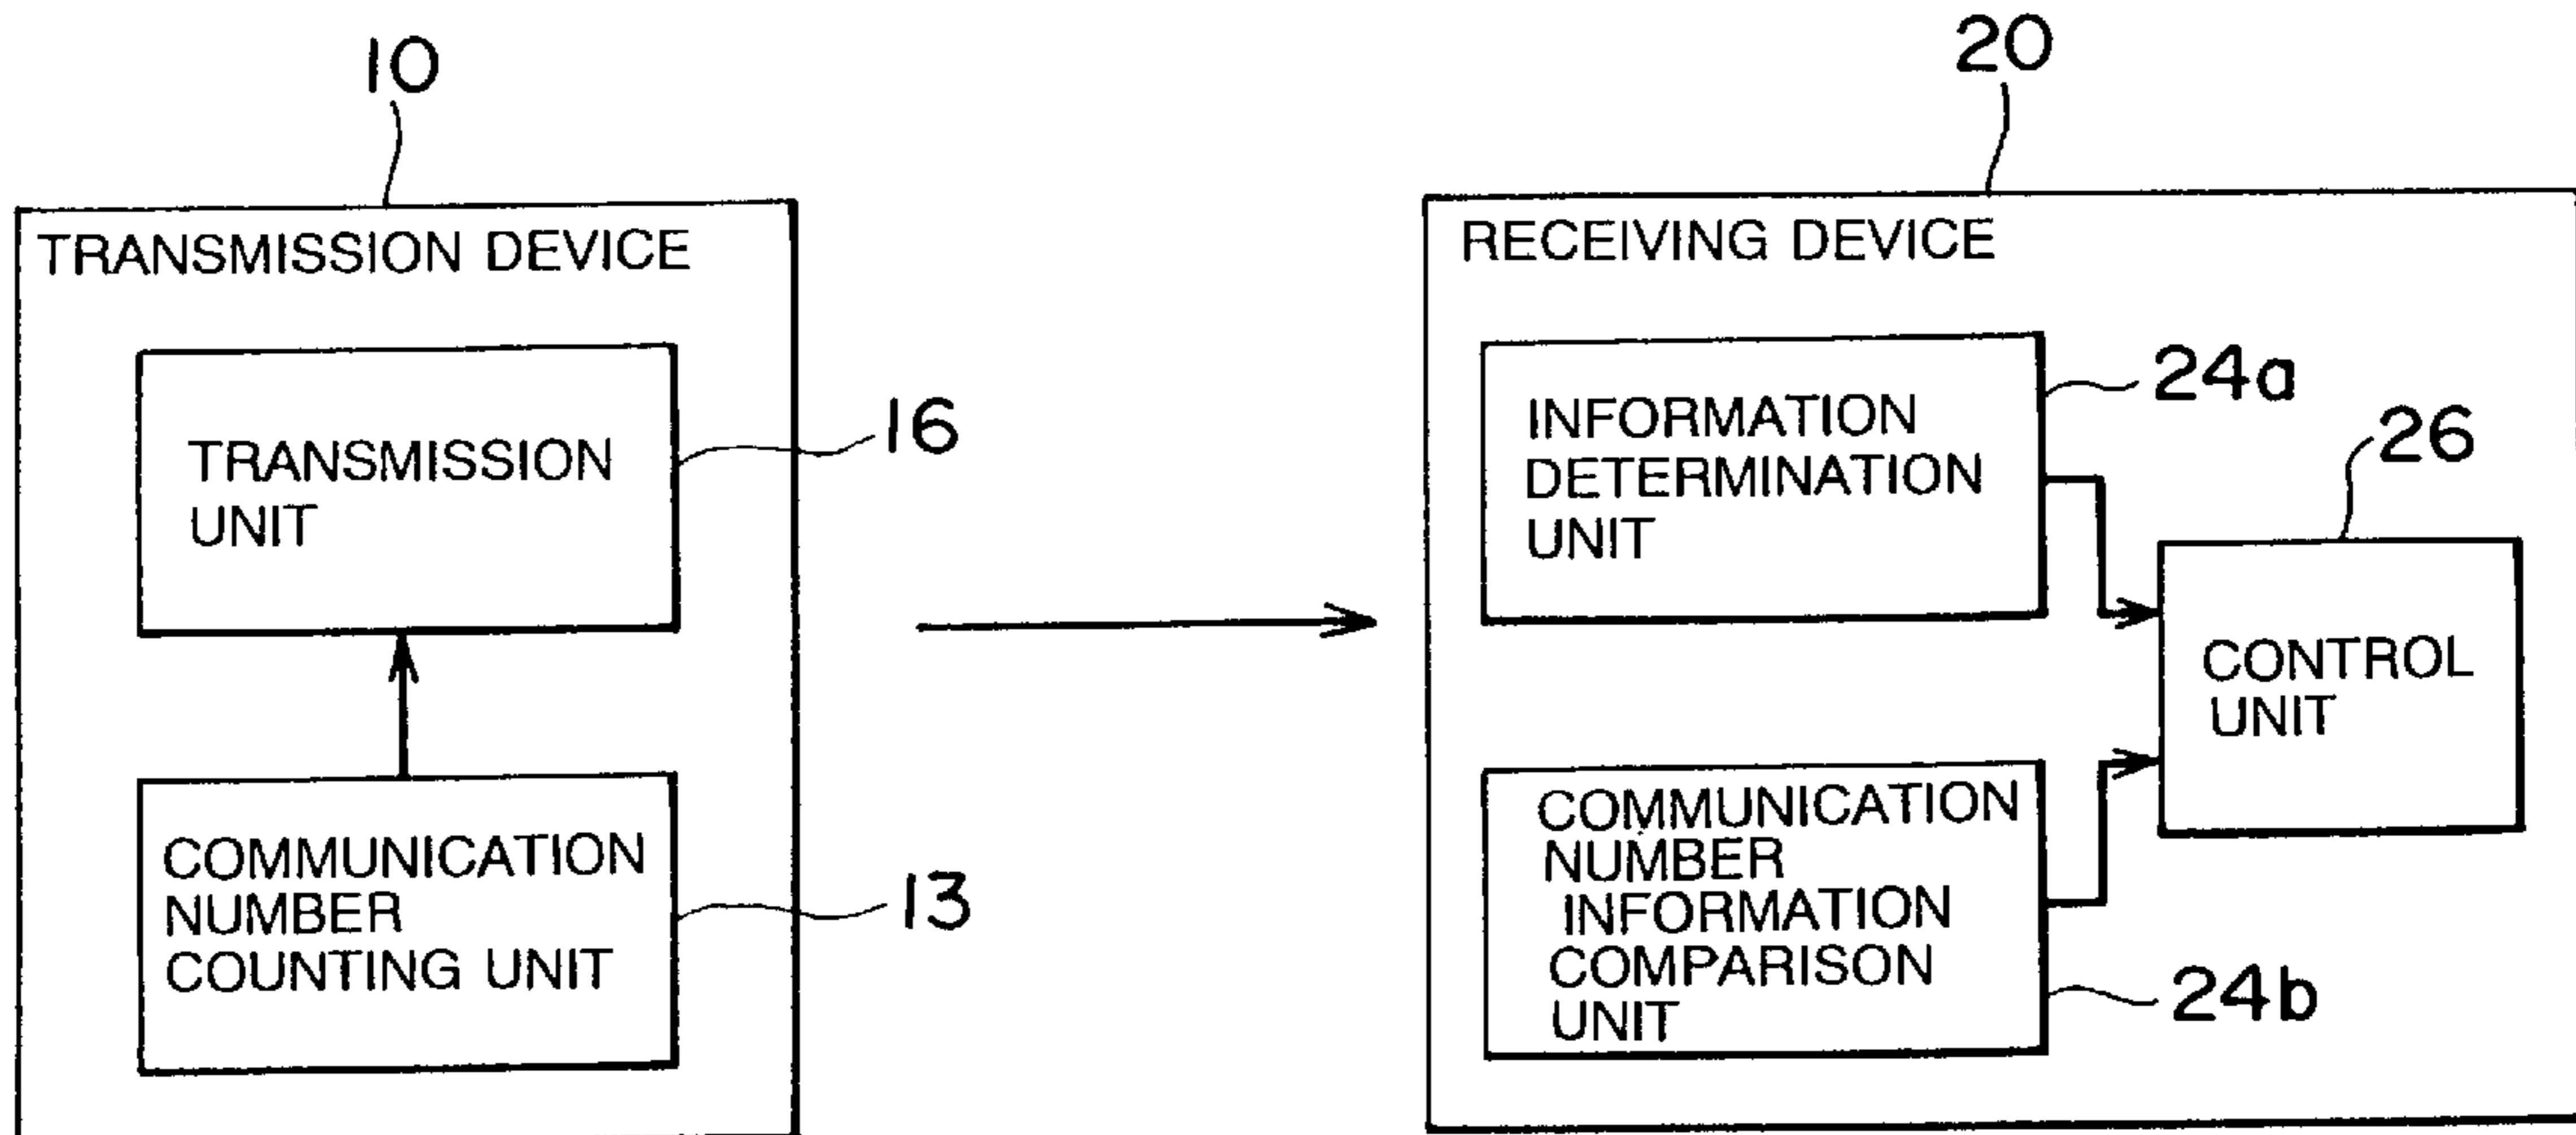 10
TRANSMISSION DEVICE
TRANSMISSION
UNIT
16
COMMUNICATION
NUMBER
COUNTING UNIT
13
20
RECEIVING DEVICE
INFORMATION
DETERMINATION
UNIT
24a
26
CONTROL
UNIT
COMMUNICATION
NUMBER
INFORMATION
COMPARISON
UNIT
24b